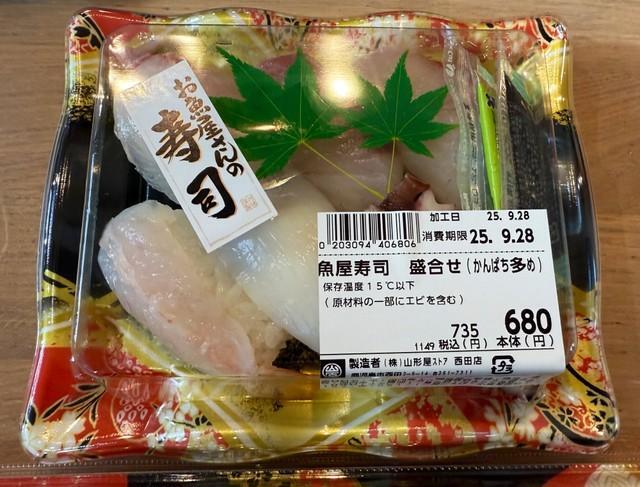 お魚屋さんの
寿司
加工日 25. 9.28
0 203094 406806
消費期限 25. 9.28
魚屋寿司 盛合せ(かんぱち多め)
保存温度15℃以下
(原材料の一部にエビを含む)
735 680
1149 税込(円) 本体(円)
製造者 (株)山形屋ストア 西田店